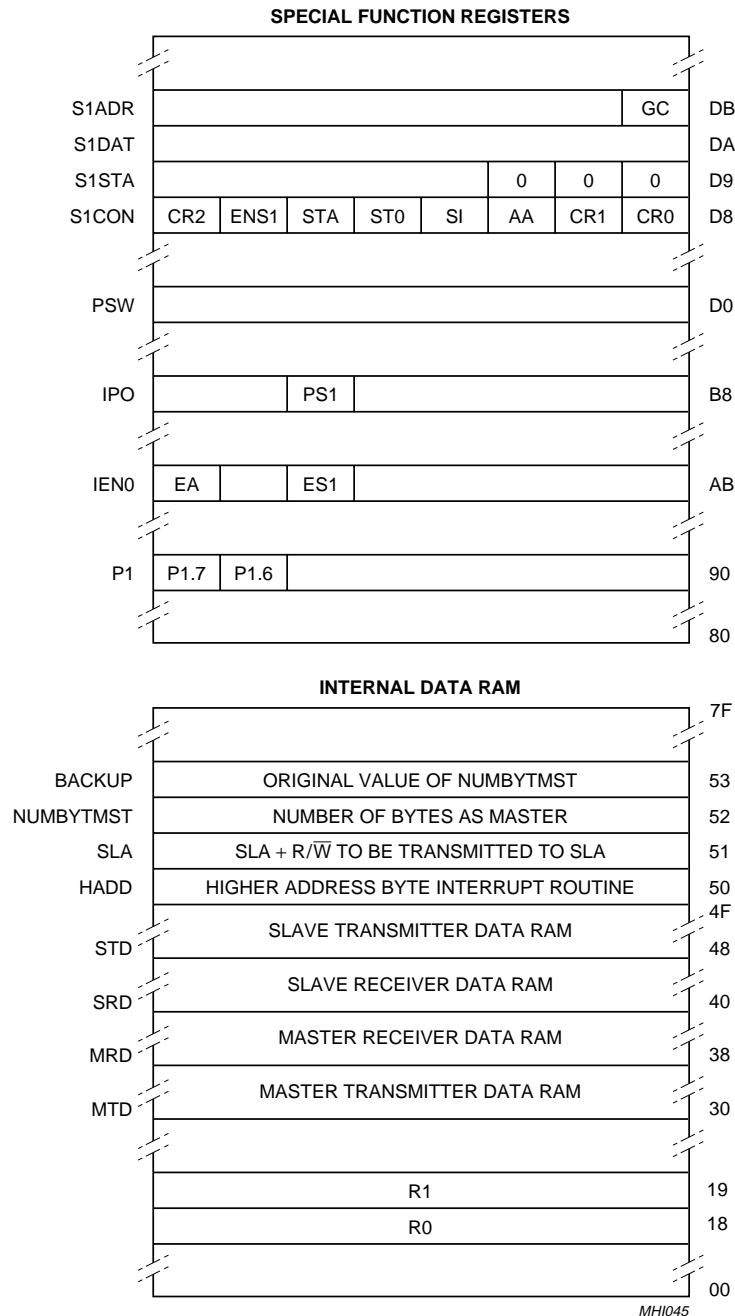 SPECIAL FUNCTION REGISTERS
S1ADR GC DB
S1DAT DA
S1STA 0 0 0 D9
S1CON CR2 ENS1 STA ST0 SI AA CR1 CR0 D8
PSW D0
IPO PS1 B8
IEN0 EA ES1 AB
P1 P1.7 P1.6 90
80
INTERNAL DATA RAM
7F
BACKUP ORIGINAL VALUE OF NUMBYTMST 53
NUMBYTMST NUMBER OF BYTES AS MASTER 52
SLA SLA + R/W̅ TO BE TRANSMITTED TO SLA 51
HADD HIGHER ADDRESS BYTE INTERRUPT ROUTINE 50
4F
STD SLAVE TRANSMITTER DATA RAM 48
SRD SLAVE RECEIVER DATA RAM 40
MRD MASTER RECEIVER DATA RAM 38
MTD MASTER TRANSMITTER DATA RAM 30
R1 19
R0 18
00
MHI045